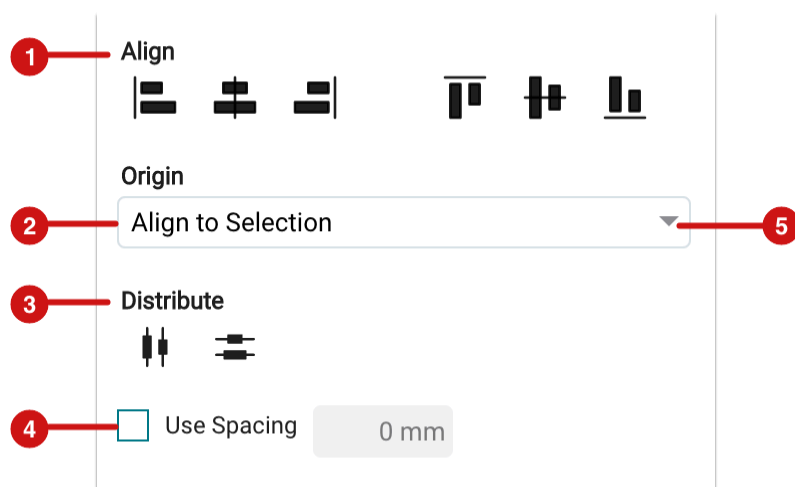 1 Align
Origin
2 Align to Selection 5
3 Distribute
4 Use Spacing 0 mm